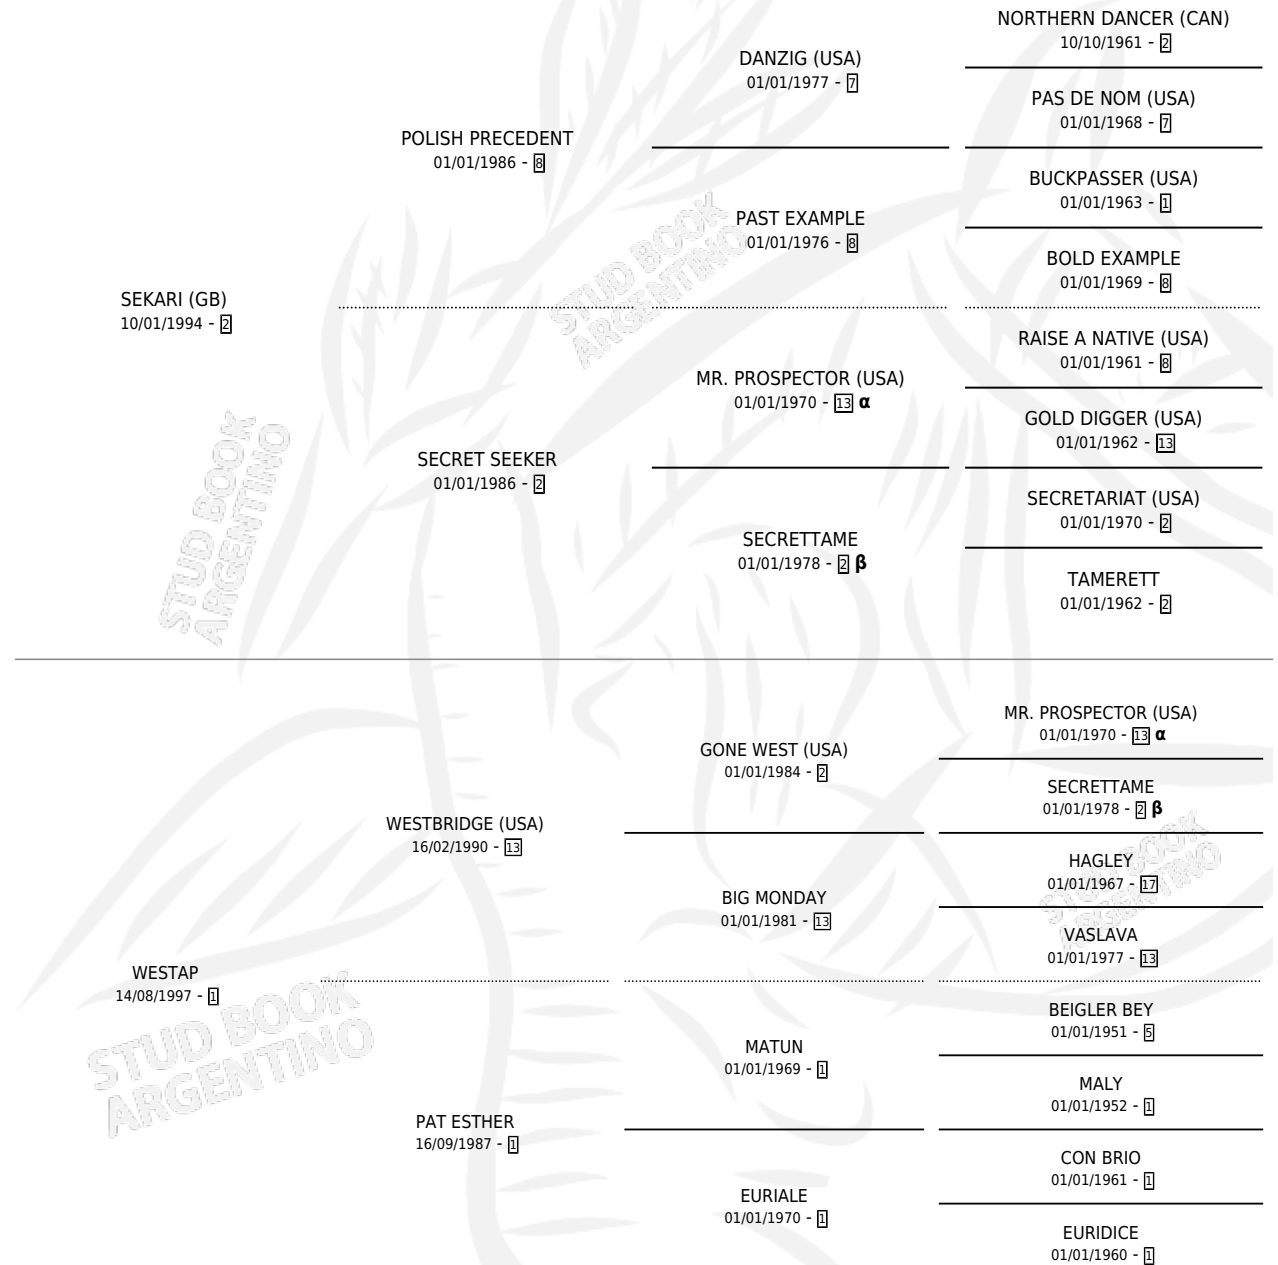 NORTHERN DANCER (CAN)
10/10/1961 - 2
DANZIG (USA)
01/01/1977 - 7
PAS DE NOM (USA)
01/01/1968 - 7
POLISH PRECEDENT
01/01/1986 - 8
BUCKPASSER (USA)
01/01/1963 - 1
PAST EXAMPLE
01/01/1976 - 8
BOLD EXAMPLE
01/01/1969 - 8
SEKARI (GB)
10/01/1994 - 2
RAISE A NATIVE (USA)
01/01/1961 - 8
MR. PROSPECTOR (USA)
01/01/1970 - 13 α
GOLD DIGGER (USA)
01/01/1962 - 13
SECRET SEEKER
01/01/1986 - 2
SECRETARIAT (USA)
01/01/1970 - 2
SECRETTAME
01/01/1978 - 2 β
TAMERETT
01/01/1962 - 2
MR. PROSPECTOR (USA)
01/01/1970 - 13 α
GONE WEST (USA)
01/01/1984 - 2
SECRETTAME
01/01/1978 - 2 β
WESTBRIDGE (USA)
16/02/1990 - 13
HAGLEY
01/01/1967 - 17
BIG MONDAY
01/01/1981 - 13
VASLAVA
01/01/1977 - 13
WESTAP
14/08/1997 - 1
BEIGLER BEY
01/01/1951 - 5
MATUN
01/01/1969 - 1
MALY
01/01/1952 - 1
PAT ESTHER
16/09/1987 - 1
CON BRIO
01/01/1961 - 1
EURIALE
01/01/1970 - 1
EURIDICE
01/01/1960 - 1
STUD BOOK
ARGENTINO
STUD BOOK
ARGENTINO
STUD BOOK
ARGENTINO
STUD BOOK
ARGENTINO